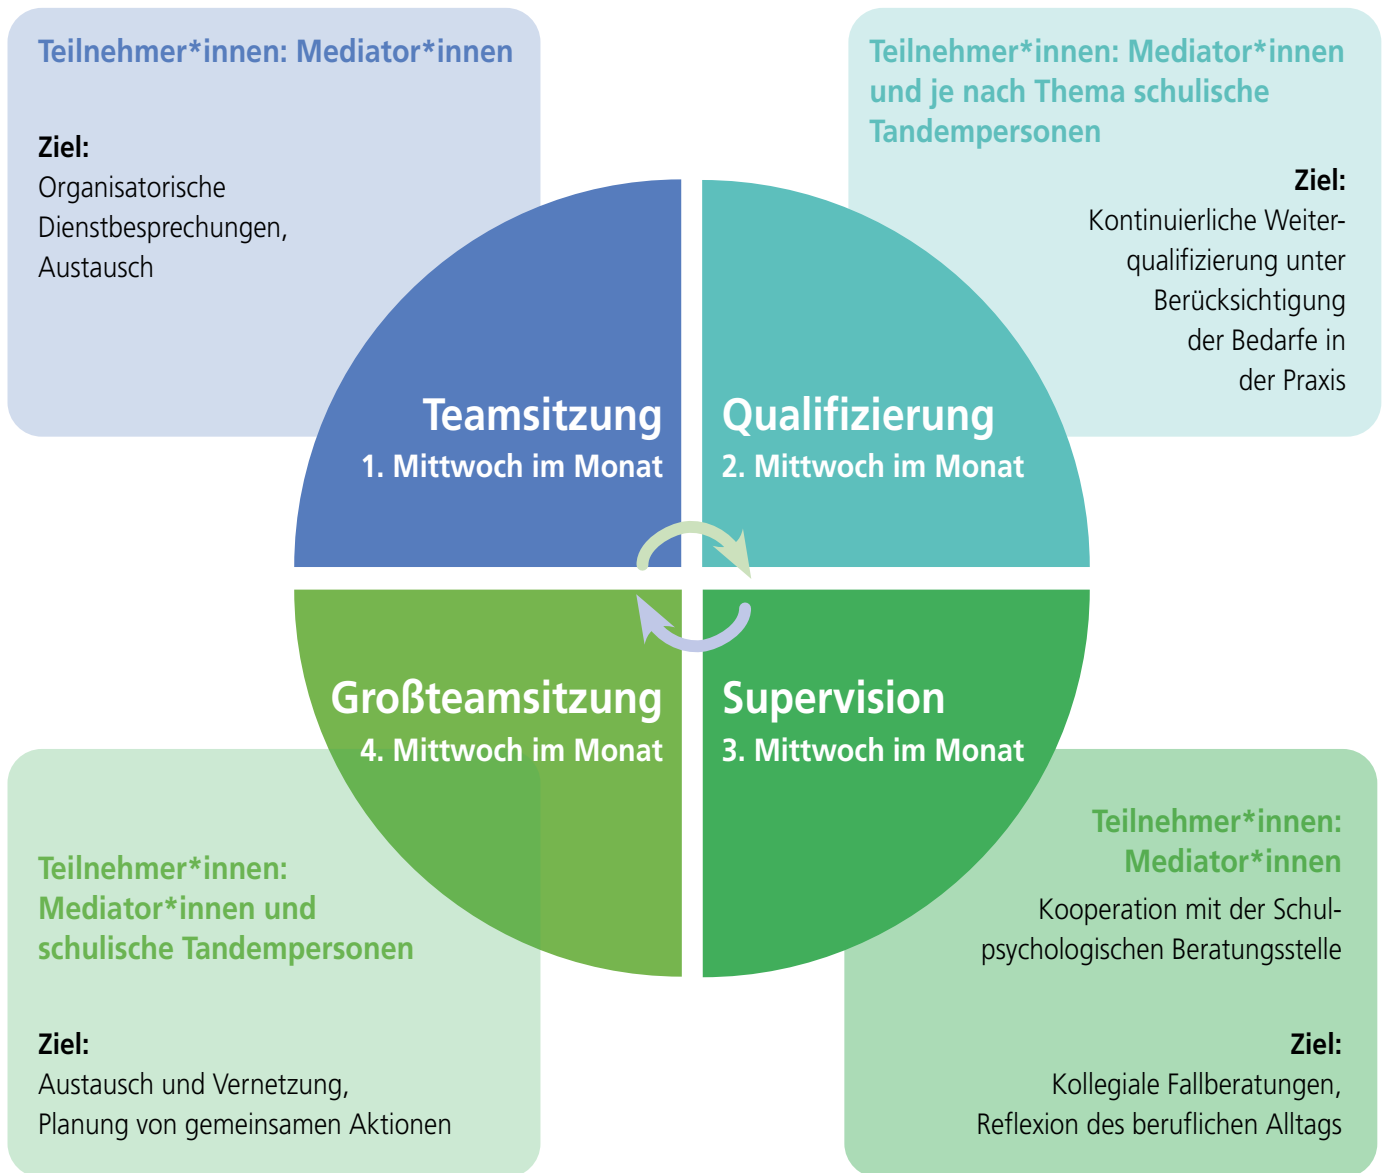 Teilnehmer*innen: Mediator*innen
Ziel:
Organisatorische
Dienstbesprechungen,
Austausch
Teilnehmer*innen: Mediator*innen
und je nach Thema schulische
Tandempersonen
Ziel:
Kontinuierliche Weiter-
qualifizierung unter
Berücksichtigung
der Bedarfe in
der Praxis
Teamsitzung
1. Mittwoch im Monat
Qualifizierung
2. Mittwoch im Monat
Großteamsitzung
4. Mittwoch im Monat
Supervision
3. Mittwoch im Monat
Teilnehmer*innen:
Mediator*innen und
schulische Tandempersonen
Ziel:
Austausch und Vernetzung,
Planung von gemeinsamen Aktionen
Teilnehmer*innen:
Mediator*innen
Kooperation mit der Schul-
psychologischen Beratungsstelle
Ziel:
Kollegiale Fallberatungen,
Reflexion des beruflichen Alltags